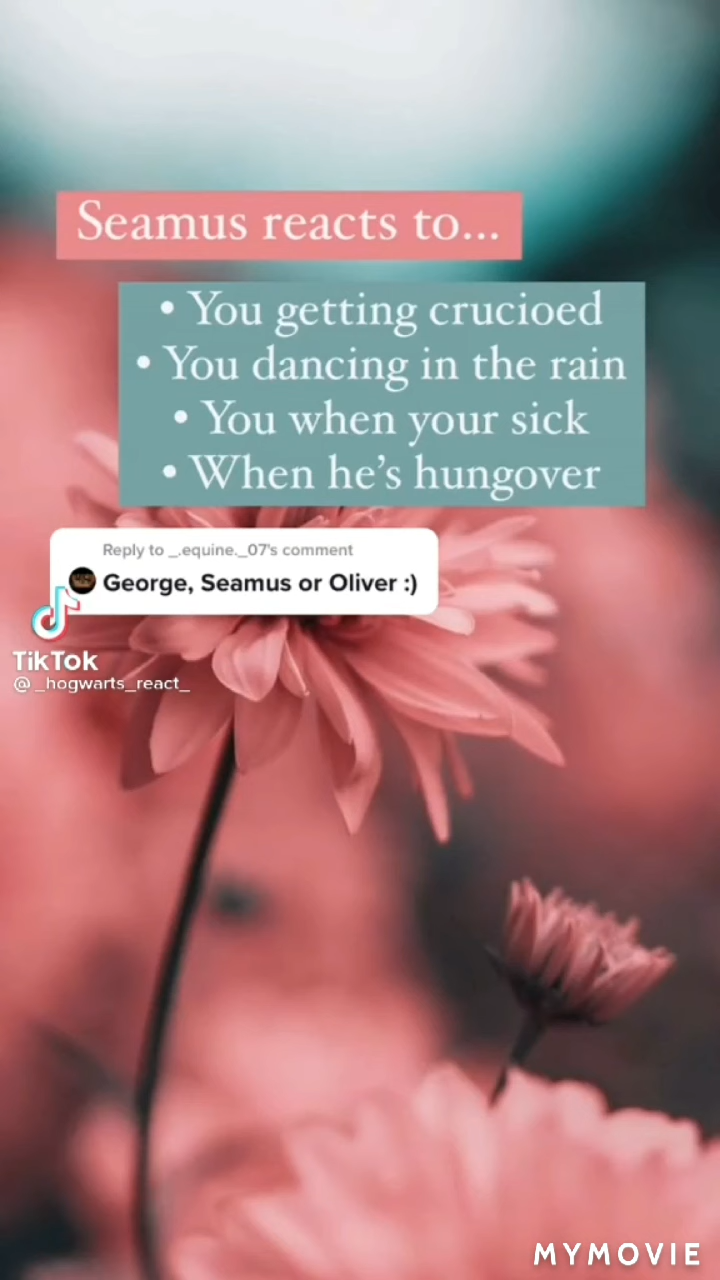 Seamus reacts to...
• You getting crucioed
• You dancing in the rain
• You when your sick
• When he’s hungover
Reply to _.equine._07's comment
George, Seamus or Oliver :)
TikTok
@_hogwarts_react_
MYMOVIE